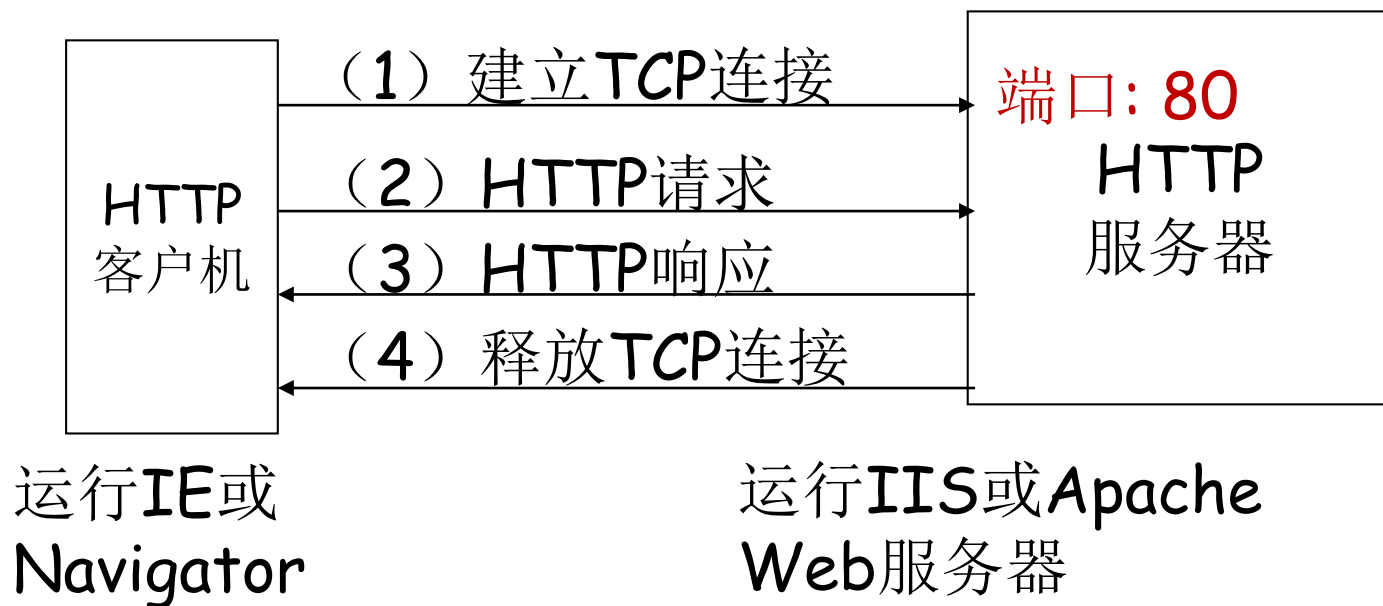 （1）建立TCP连接
端口: 80
HTTP
服务器
（2）HTTP请求
HTTP
客户机
（3）HTTP响应
（4）释放TCP连接
运行IE或
Navigator
运行IIS或Apache
Web服务器